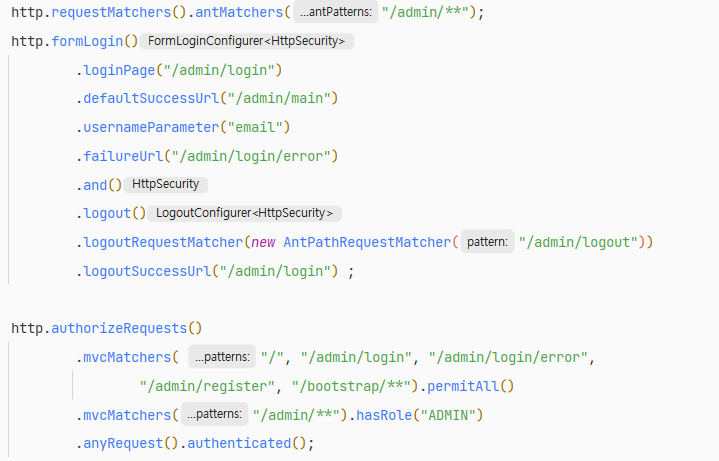 http.requestMatchers().antMatchers( ...antPatterns: "/admin/**");
http.formLogin() FormLoginConfigurer<HttpSecurity>
.loginPage("/admin/login")
.defaultSuccessUrl("/admin/main")
.usernameParameter("email")
.failureUrl("/admin/login/error")
.and() HttpSecurity
.logout() LogoutConfigurer<HttpSecurity>
.logoutRequestMatcher(new AntPathRequestMatcher( pattern: "/admin/logout"))
.logoutSuccessUrl("/admin/login") ;
http.authorizeRequests()
.mvcMatchers( ...patterns: "/", "/admin/login", "/admin/login/error",
"/admin/register", "/bootstrap/**").permitAll()
.mvcMatchers( ...patterns: "/admin/**").hasRole("ADMIN")
.anyRequest().authenticated();